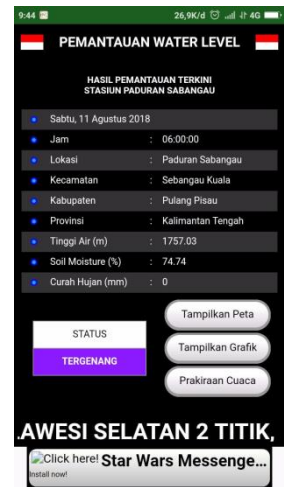 9:44 26,9K/d 4G
PEMANTAUAN WATER LEVEL
HASIL PEMANTAUAN TERKINI
STASIUN PADURAN SABANGAU
Sabtu, 11 Agustus 2018
Jam : 06:00:00
Lokasi : Paduran Sabangau
Kecamatan : Sebangau Kuala
Kabupaten : Pulang Pisau
Provinsi : Kalimantan Tengah
Tinggi Air (m) : 1757.03
Soil Moisture (%) : 74.74
Curah Hujan (mm) : 0
STATUS
TERGENANG
Tampilkan Peta
Tampilkan Grafik
Prakiraan Cuaca
AWESI SELATAN 2 TITIK,
Click here! Star Wars Messenge...
Install now!